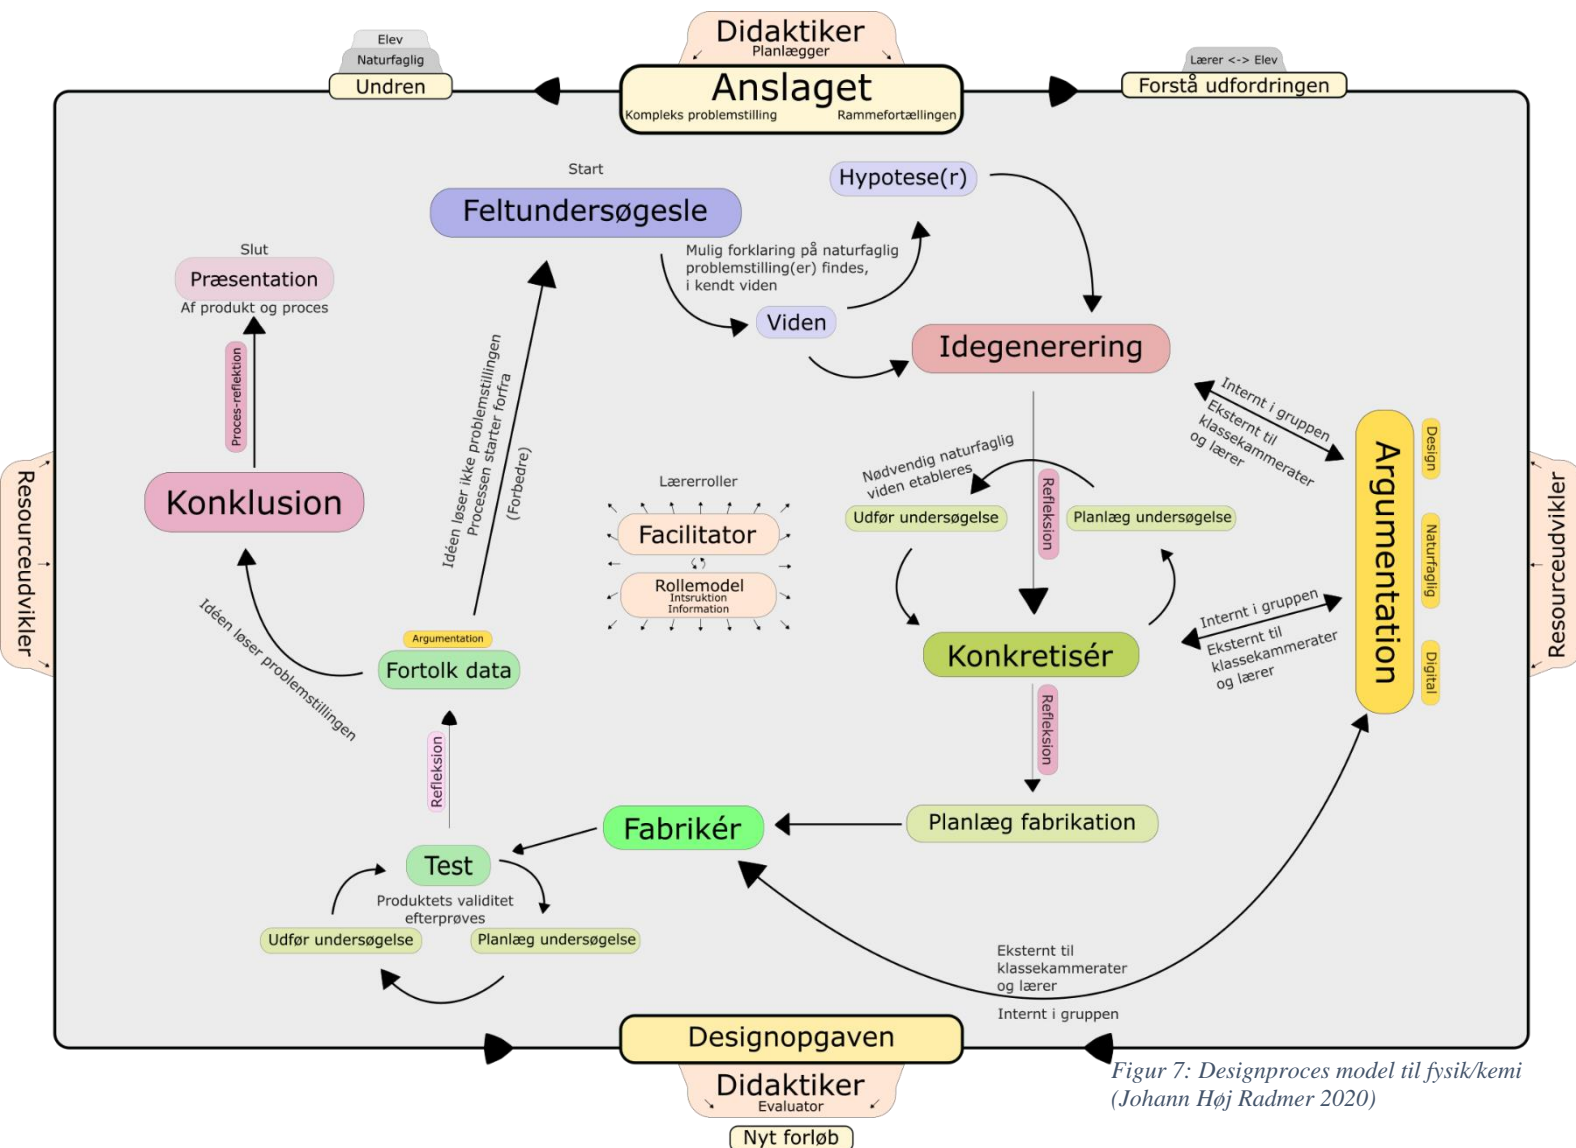 Didaktiker
Planlægger
Elev
Naturfaglig
Undren
Anslaget
Kompleks problemstilling
Rammefortællingen
Lærer <-> Elev
Forstå udfordringen
Start
Feltundersøgesle
Hypotese(r)
Mulig forklaring på naturfaglig
problemstilling(er) findes,
i kendt viden
Viden
Idegenerering
Slut
Præsentation
Af produkt og proces
Proces-reflektion
Konklusion
Idéen løser ikke problemstillingen
Processen starter forfra
(Forbedre)
Idéen løser problemstillingen
Lærerroller
Facilitator
Rollemodel
Intsruktion
Information
Nødvendig naturfaglig
viden etableres
Udfør undersøgelse
Planlæg undersøgelse
Refleksion
Konkretisér
Refleksion
Internt i gruppen
Eksternt til
klassekammerater
og lærer
Internt i gruppen
Eksternt til
klassekammerater
og lærer
Argumentation
Design
Naturfaglig
Digital
Resourceudvikler
Resourceudvikler
Argumentation
Fortolk data
Refleksion
Planlæg fabrikation
Fabrikér
Test
Produktets validitet
efterprøves
Udfør undersøgelse
Planlæg undersøgelse
Eksternt til
klassekammerater
og lærer
Internt i gruppen
Designopgaven
Didaktiker
Evaluator
Nyt forløb
Figur 7: Designproces model til fysik/kemi
(Johann Høj Radmer 2020)